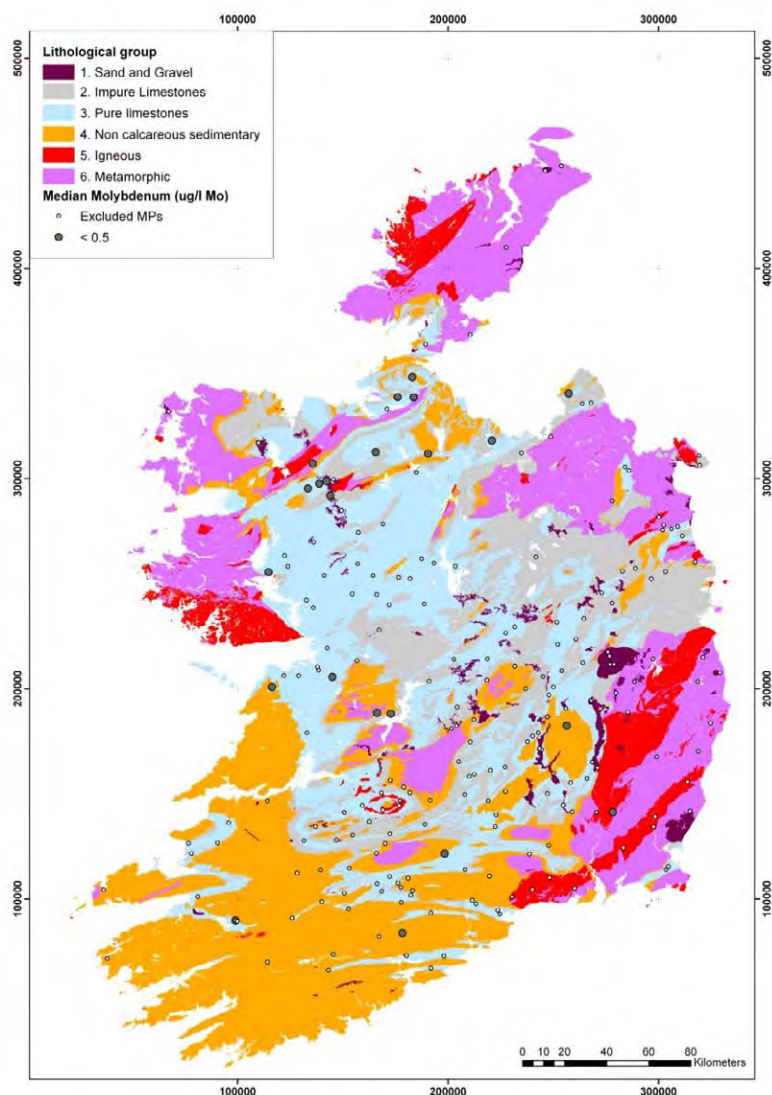 100000 200000 300000
500000
500000
Lithological group
1. Sand and Gravel
2. Impure Limestones
3. Pure limestones
4. Non calcareous sedimentary
5. Igneous
6. Metamorphic
Median Molybdenum (ug/l Mo)
Excluded MPs
< 0.5
400000
400000
300000
300000
200000
200000
100000
100000
0 10 20 40 60 80
Kilometers
100000 200000 300000